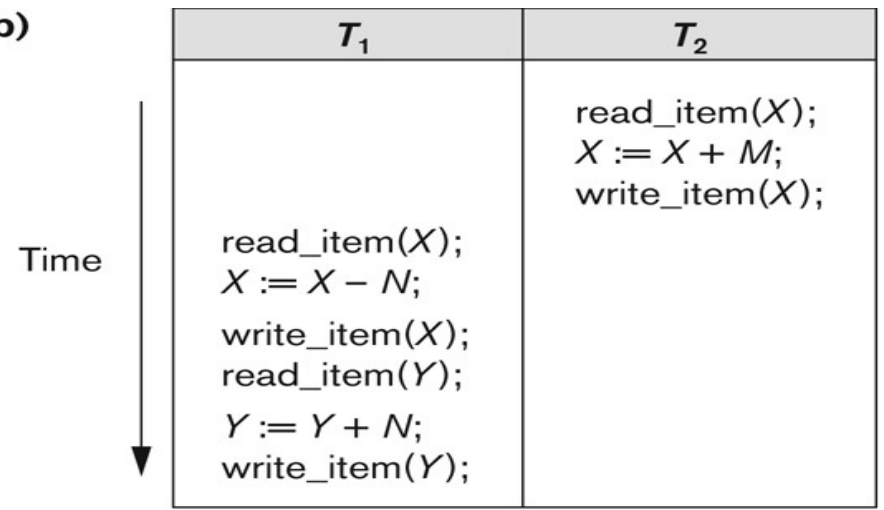 b)
T1 T2
read_item(X);
X := X + M;
write_item(X);
read_item(X);
Time
X := X – N;
write_item(X);
read_item(Y);
Y := Y + N;
write_item(Y);